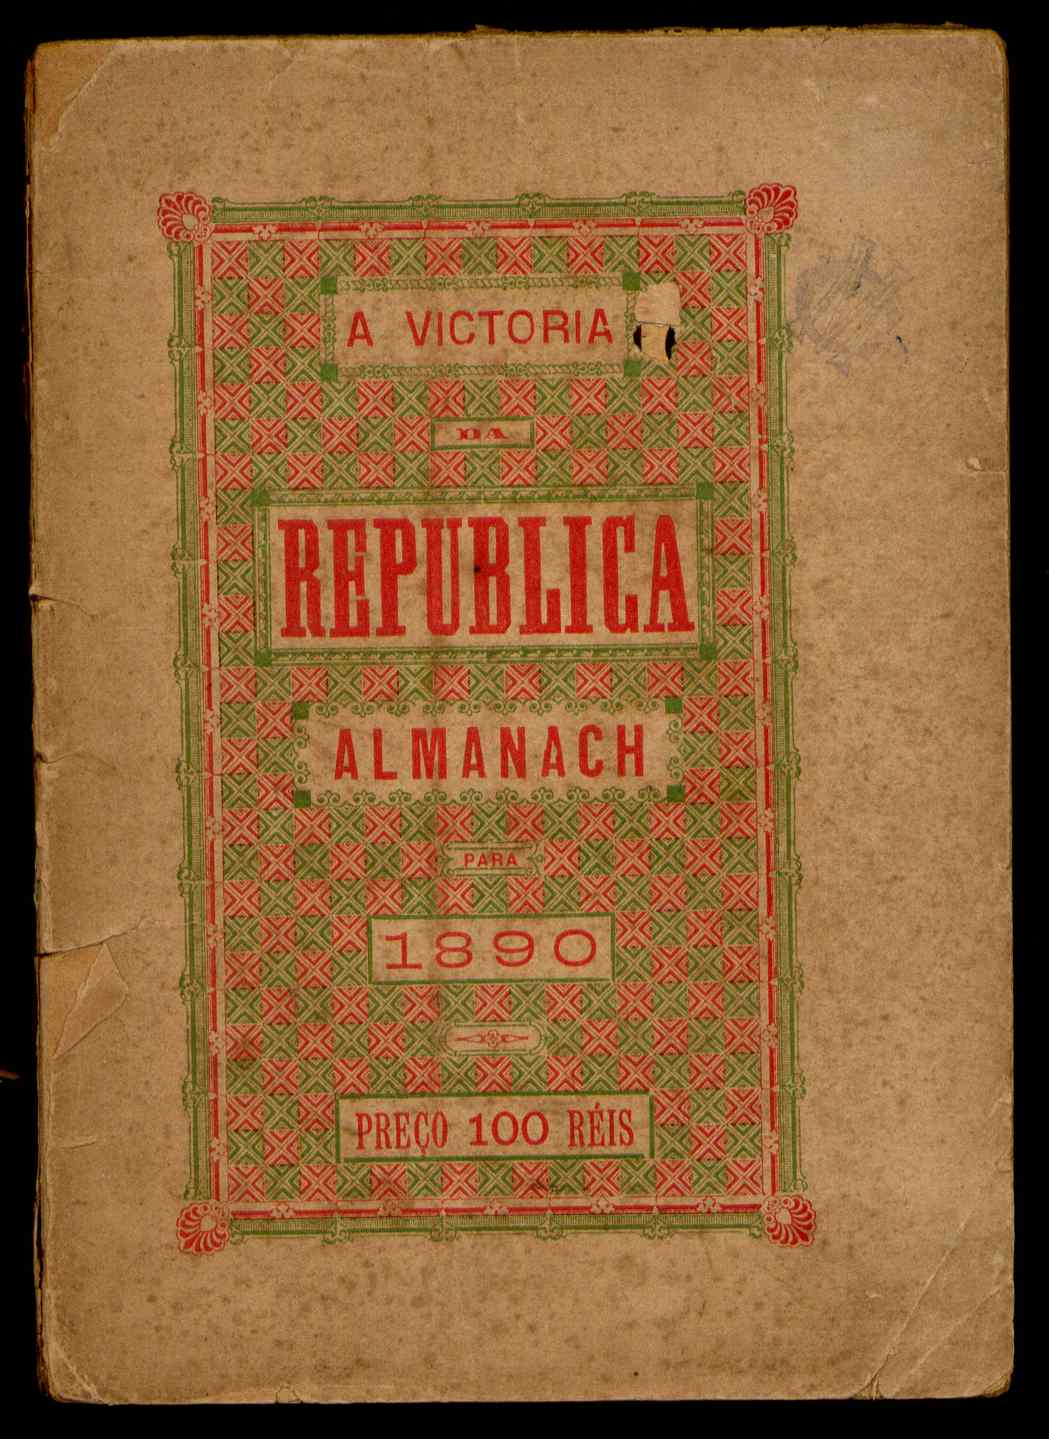 A VICTORIA
DA
REPUBLICA
ALMANACH
PARA
1890
PREÇO 100 RÉIS